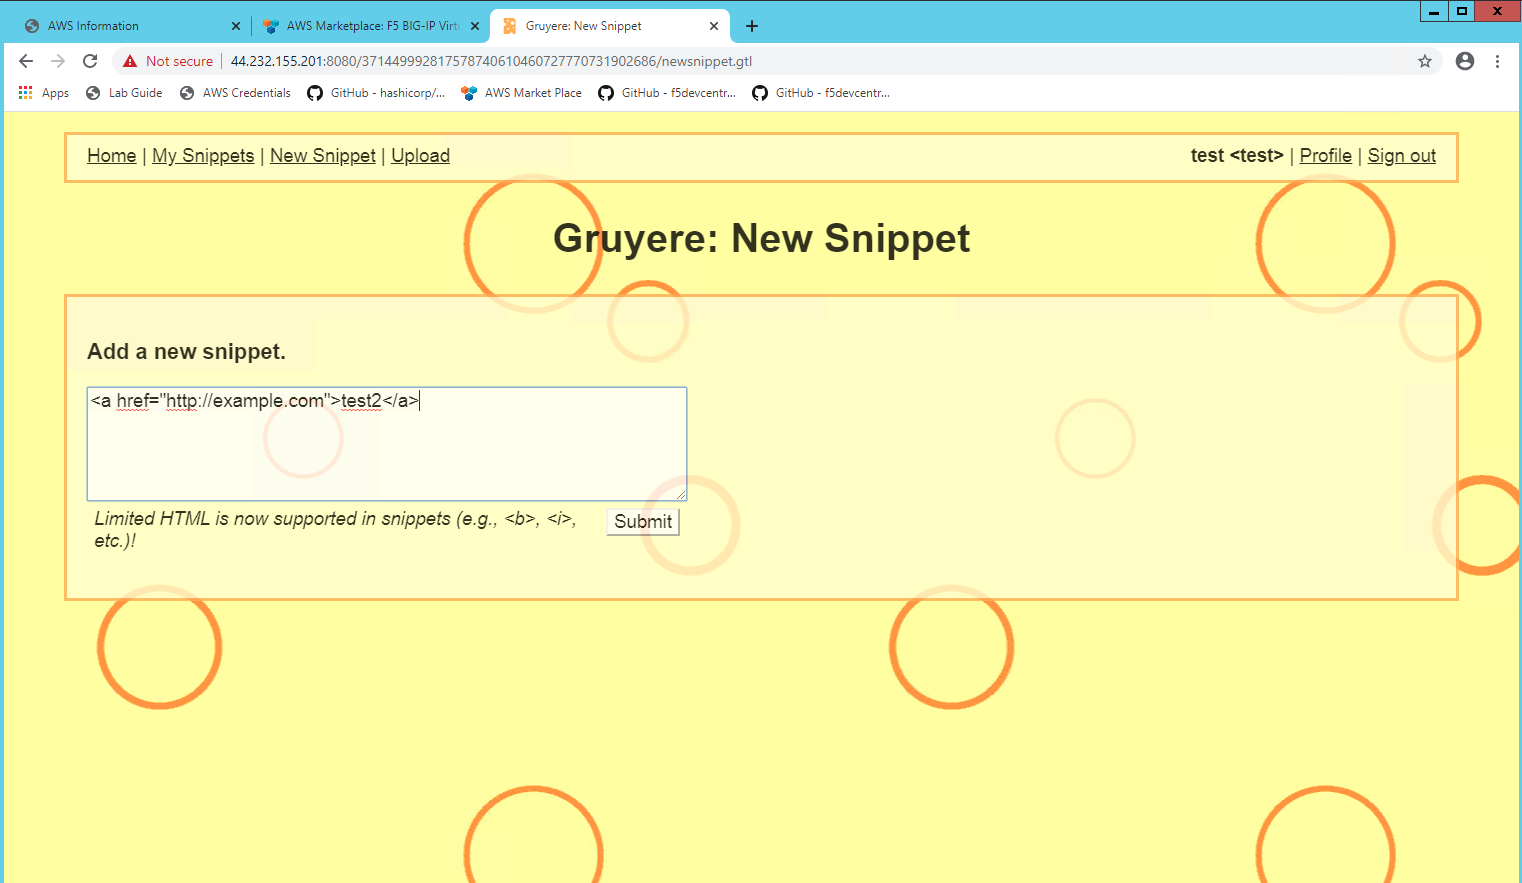 AWS Information
AWS Marketplace: F5 BIG-IP Virtu
Gruyere: New Snippet
Not secure
44.232.155.201:8080/371449992817578740610460727770731902686/newsnippet.gtl
Apps
Lab Guide
AWS Credentials
GitHub - hashicorp/...
AWS Market Place
GitHub - f5devcentr...
GitHub - f5devcentr...
Home | My Snippets | New Snippet | Upload
test <test> | Profile | Sign out
Gruyere: New Snippet
Add a new snippet.
<a href="http://example.com">test2</a>
Limited HTML is now supported in snippets (e.g., <b>, <i>,
etc.)!
Submit